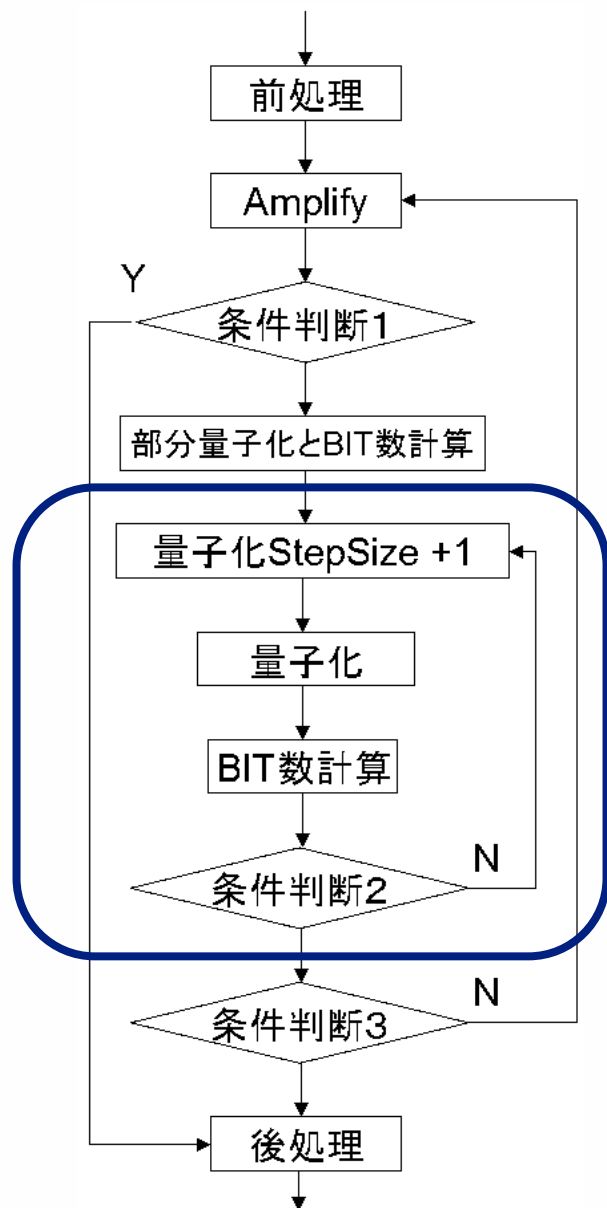 前処理
Amplify
Y
条件判断1
部分量子化とBIT数計算
量子化StepSize +1
量子化
BIT数計算
N
条件判断2
N
条件判断3
後処理